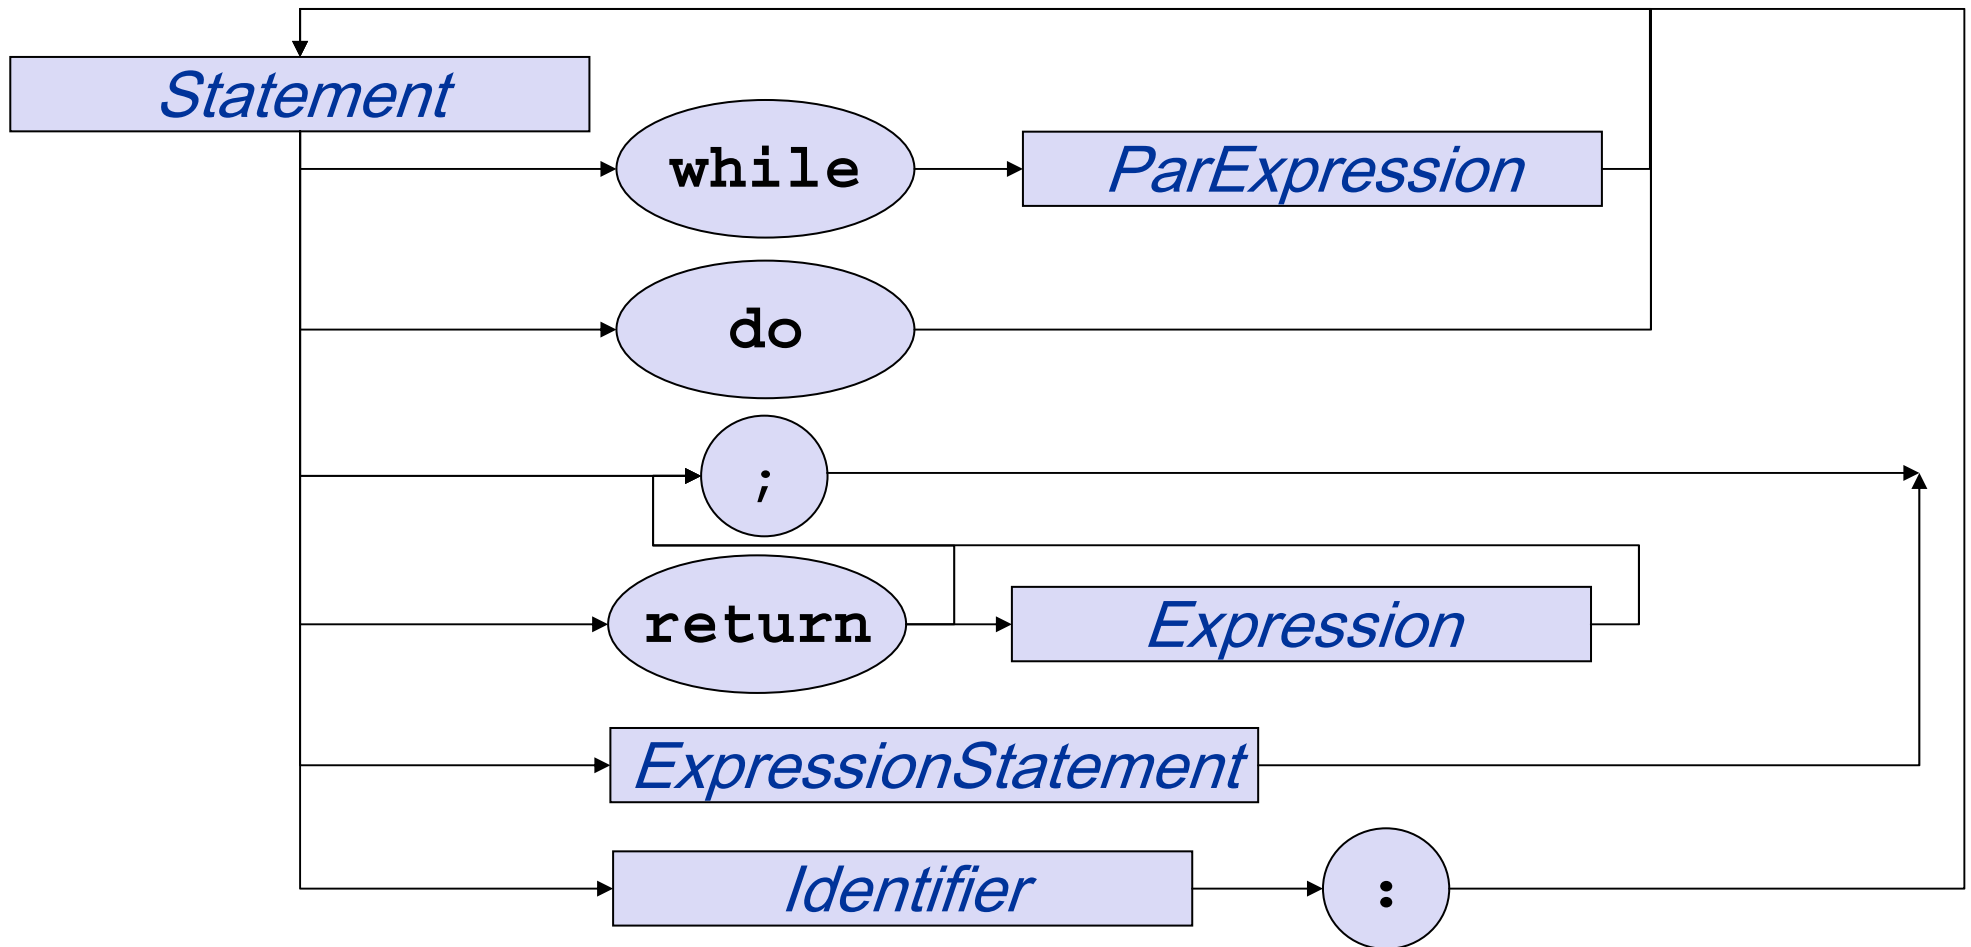 Statement
while ParExpression
do
;
return Expression
ExpressionStatement
Identifier :